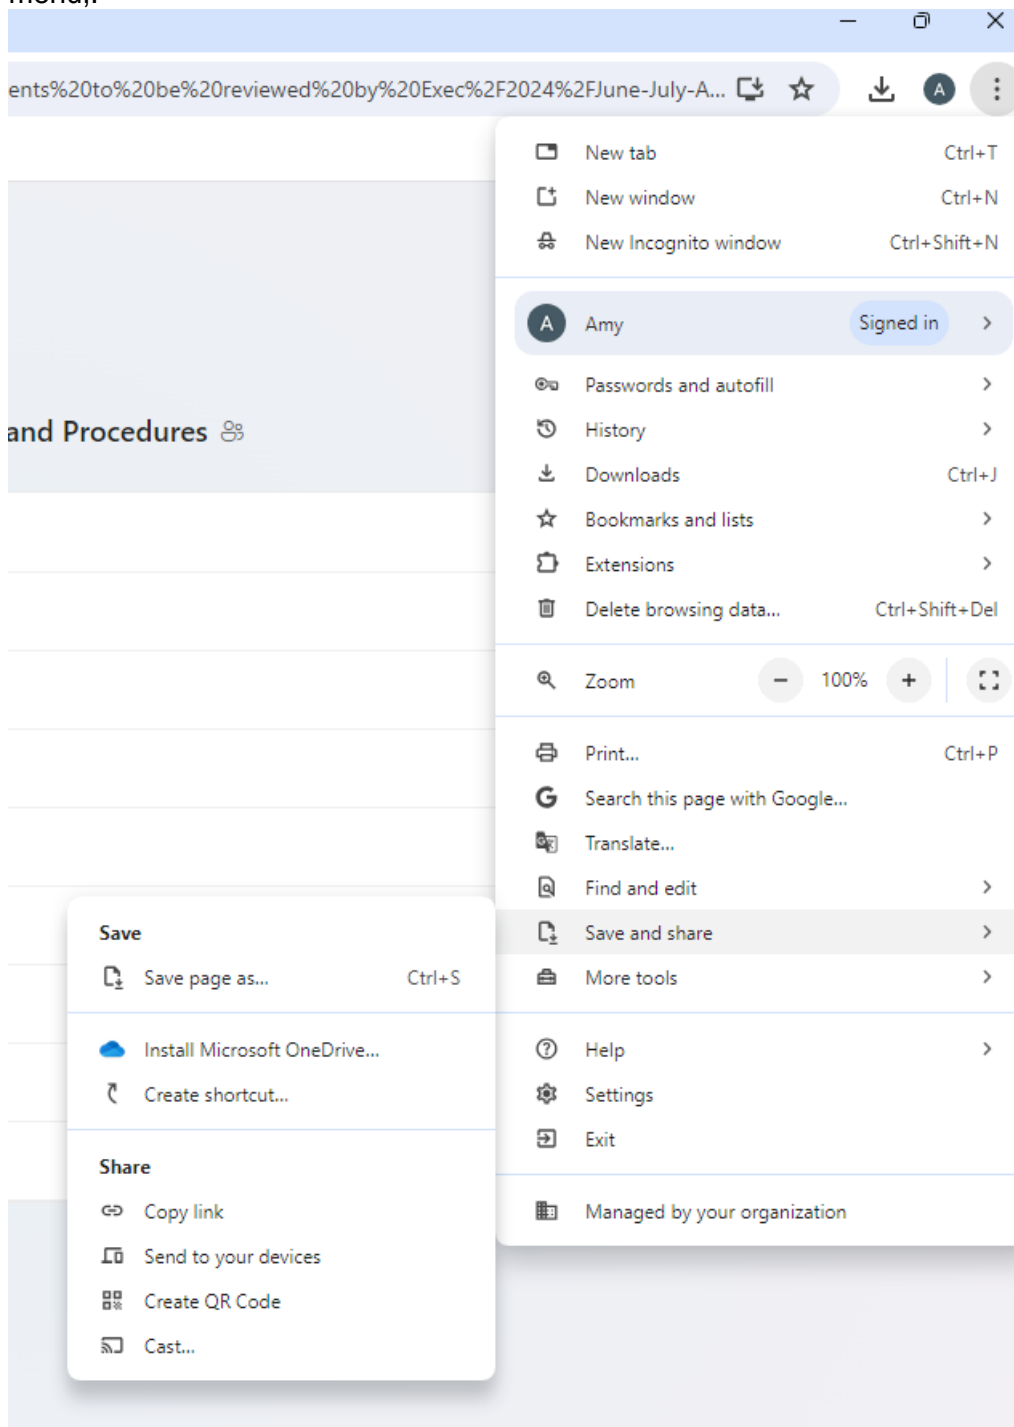 menu,.
ents%20to%20be%20reviewed%20by%20Exec%2F2024%2FJune-July-A...
A
New tab Ctrl+T
New window Ctrl+N
New Incognito window Ctrl+Shift+N
A Amy Signed in
Passwords and autofill
and Procedures
History
Downloads Ctrl+J
Bookmarks and lists
Extensions
Delete browsing data... Ctrl+Shift+Del
Zoom − 100% +
Print... Ctrl+P
G Search this page with Google...
Translate...
Find and edit
Save and share
More tools
Help
Settings
Exit
Managed by your organization
Save
Save page as... Ctrl+S
Install Microsoft OneDrive...
Create shortcut...
Share
Copy link
Send to your devices
Create QR Code
Cast...